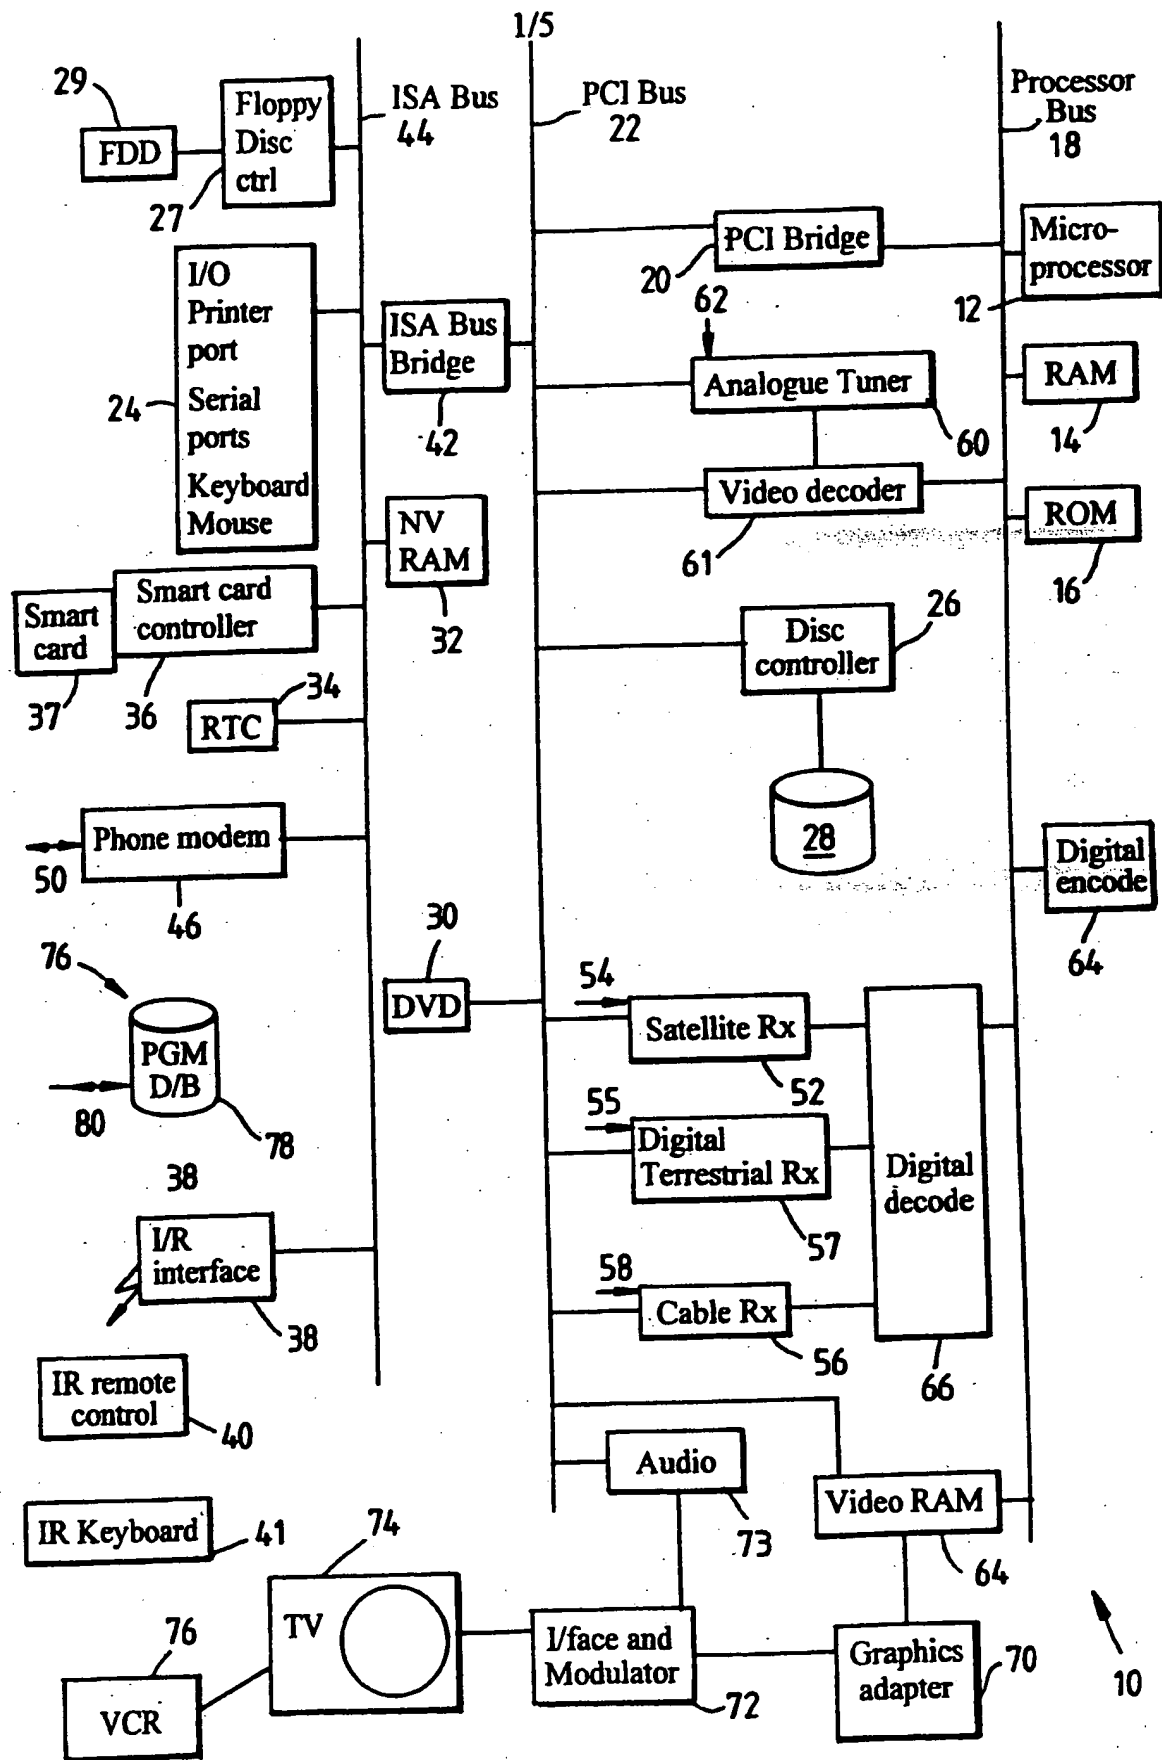 1/5
29
FDD
Floppy
Disc
ctrl
27
ISA Bus
44
PCI Bus
22
Processor
Bus
18
I/O
Printer
port
Serial
ports
Keyboard
Mouse
24
ISA Bus
Bridge
42
PCI Bridge
20
Micro-
processor
12
62
Analogue Tuner
60
RAM
14
Video decoder
61
ROM
16
NV
RAM
32
Smart
card
37
Smart card
controller
36
RTC
34
Disc
controller
26
28
Phone modem
50
46
Digital
encode
64
76
PGM
D/B
80
78
30
DVD
54
Satellite Rx
52
55
Digital
Terrestrial Rx
57
58
Cable Rx
56
Digital
decode
66
38
I/R
interface
38
IR remote
control
40
IR Keyboard
41
Audio
73
Video RAM
64
74
TV
76
VCR
I/face and
Modulator
72
Graphics
adapter
70
10